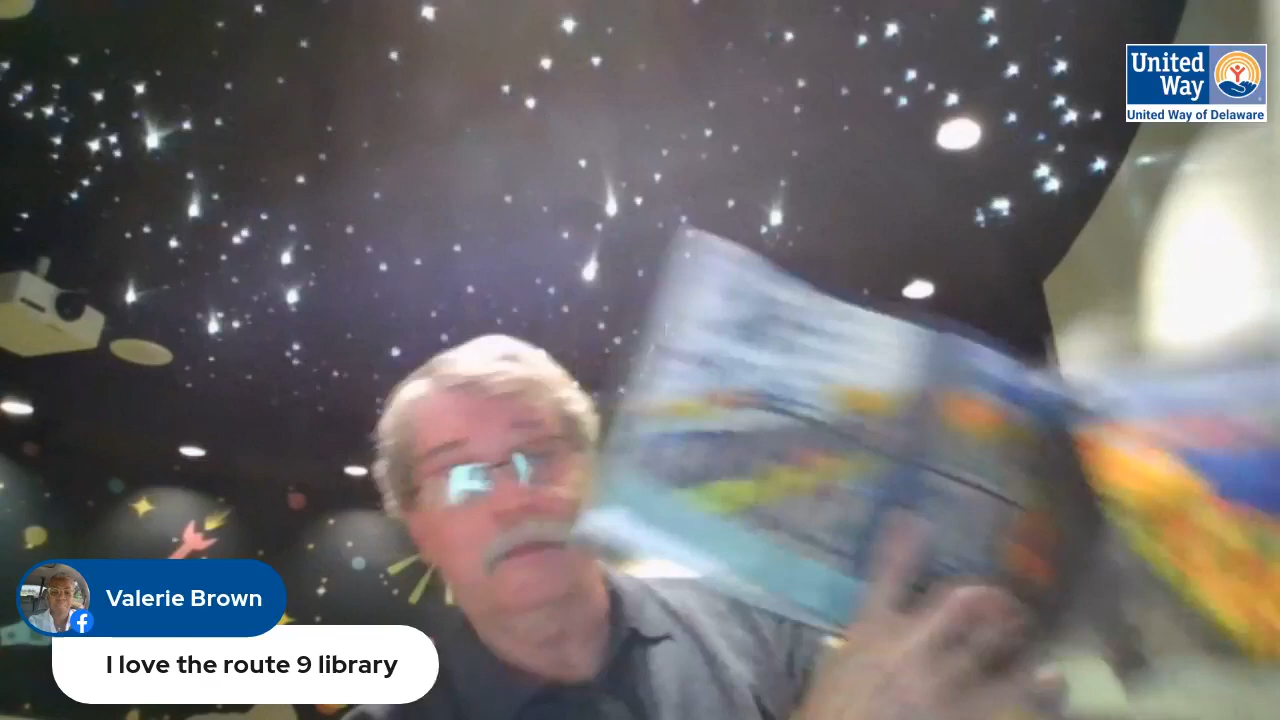 United
Way
United Way of Delaware
Valerie Brown
I love the route 9 library